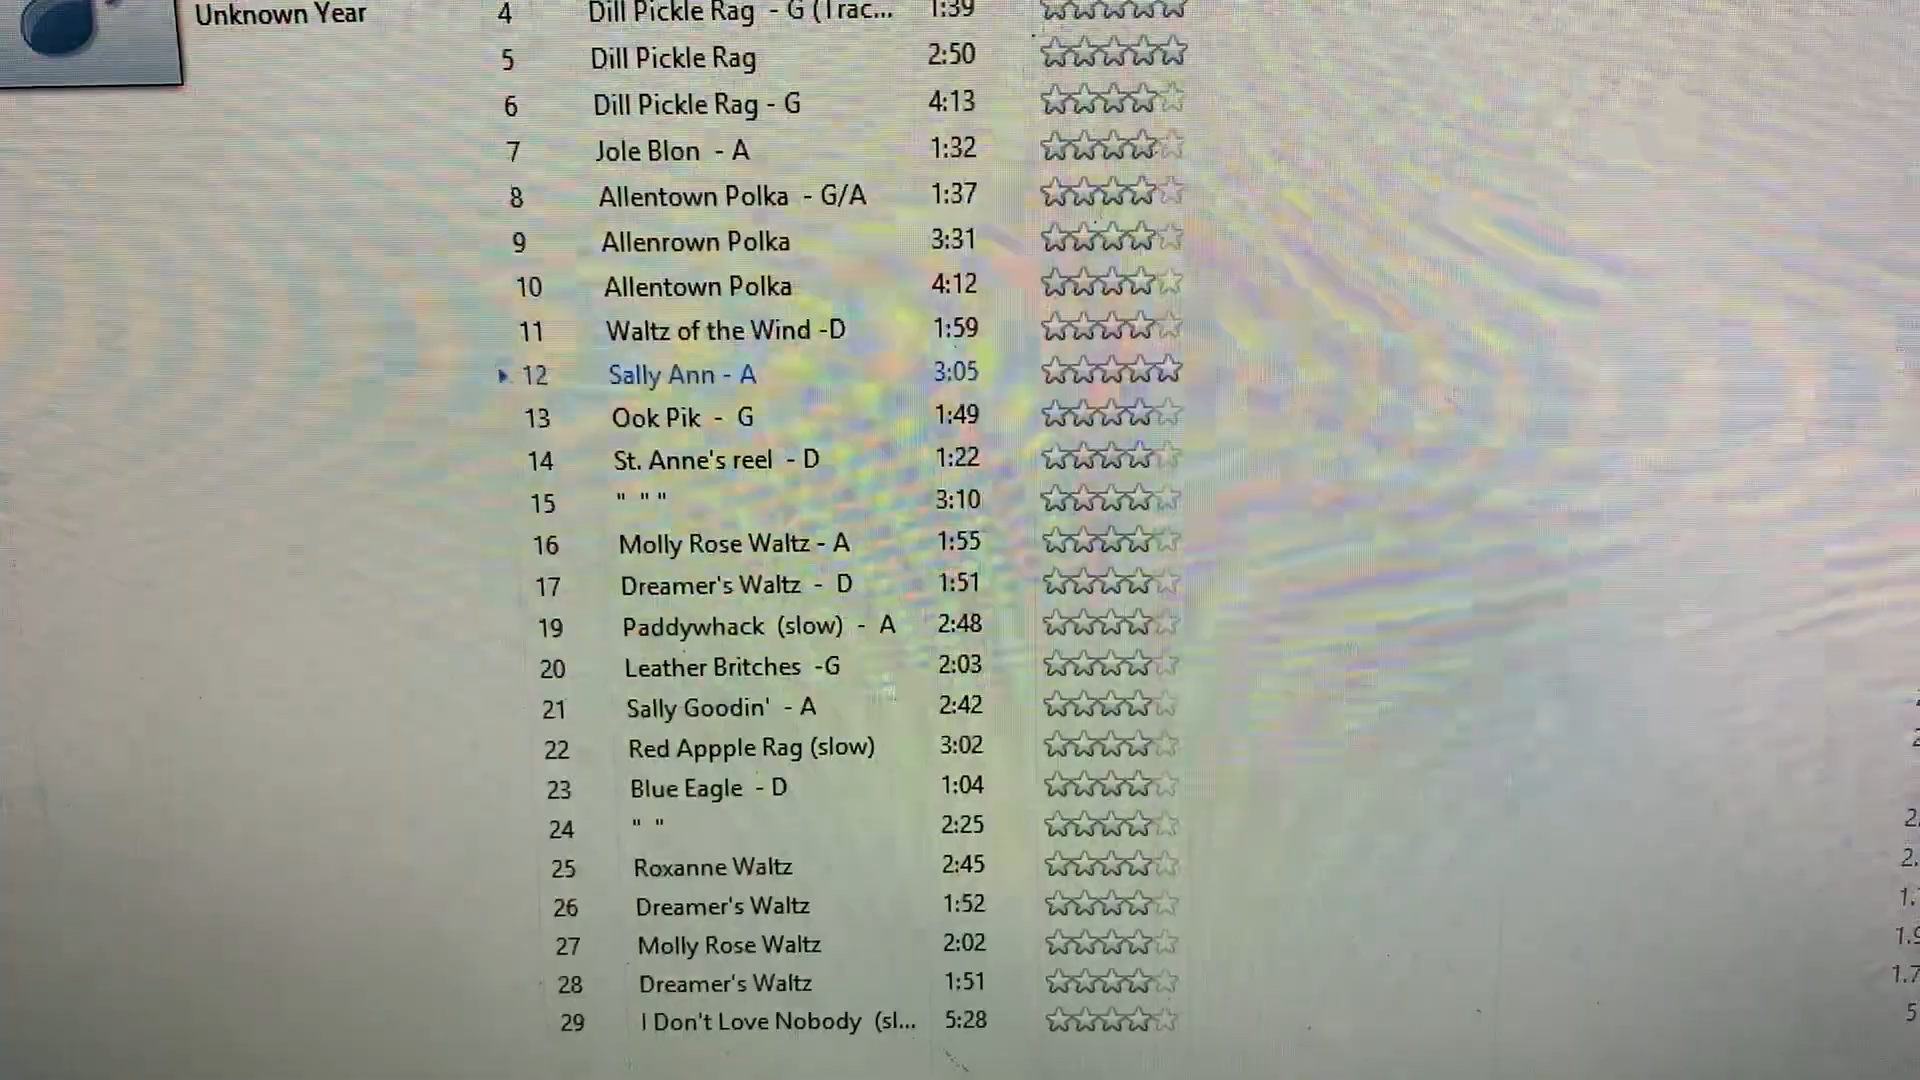 Unknown Year
4 Dill Pickle Rag - G (Trac... 1:39
5 Dill Pickle Rag 2:50
6 Dill Pickle Rag - G 4:13
7 Jole Blon - A 1:32
8 Allentown Polka - G/A 1:37
9 Allenrown Polka 3:31
10 Allentown Polka 4:12
11 Waltz of the Wind -D 1:59
12 Sally Ann - A 3:05
13 Ook Pik - G 1:49
14 St. Anne's reel - D 1:22
15 " " " 3:10
16 Molly Rose Waltz - A 1:55
17 Dreamer's Waltz - D 1:51
19 Paddywhack (slow) - A 2:48
20 Leather Britches -G 2:03
21 Sally Goodin' - A 2:42
22 Red Appple Rag (slow) 3:02
23 Blue Eagle - D 1:04
24 " " 2:25
25 Roxanne Waltz 2:45
26 Dreamer's Waltz 1:52
27 Molly Rose Waltz 2:02
28 Dreamer's Waltz 1:51
29 I Don't Love Nobody (sl... 5:28